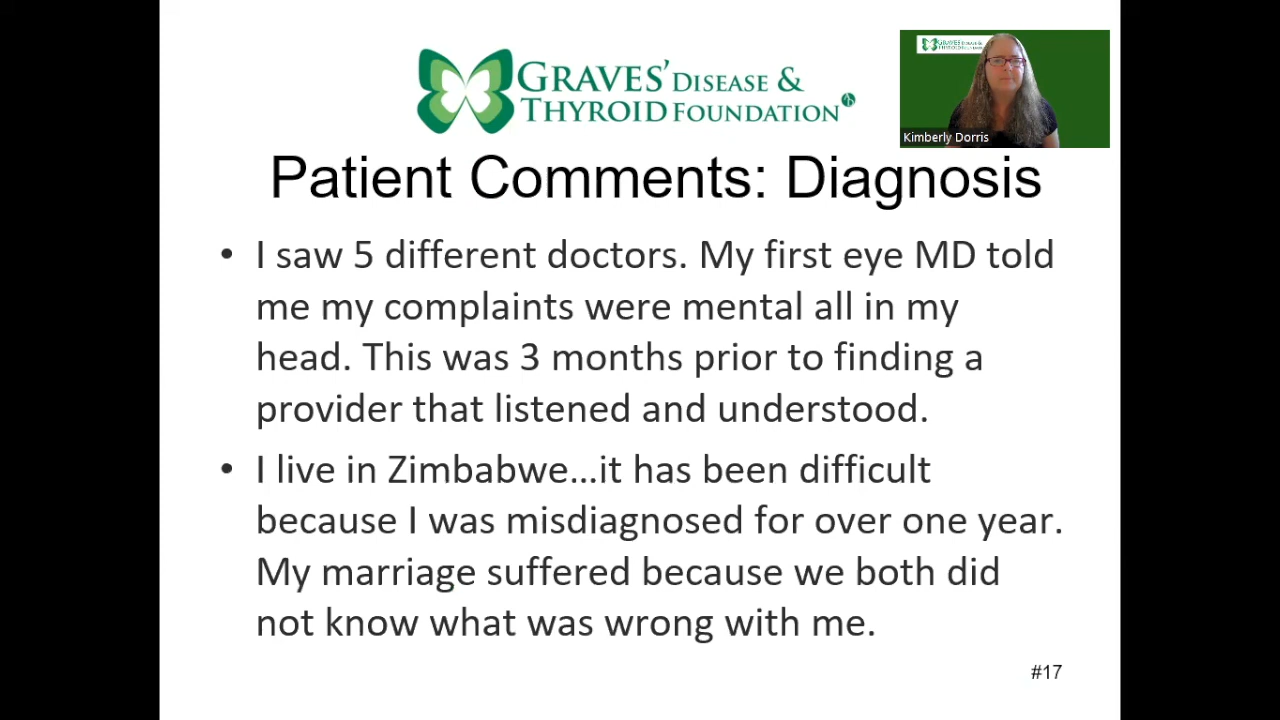 GRAVES' DISEASE &
THYROID FOUNDATION
Kimberly Dorris
Patient Comments: Diagnosis
• I saw 5 different doctors. My first eye MD told
me my complaints were mental all in my
head. This was 3 months prior to finding a
provider that listened and understood.
• I live in Zimbabwe…it has been difficult
because I was misdiagnosed for over one year.
My marriage suffered because we both did
not know what was wrong with me.
#17